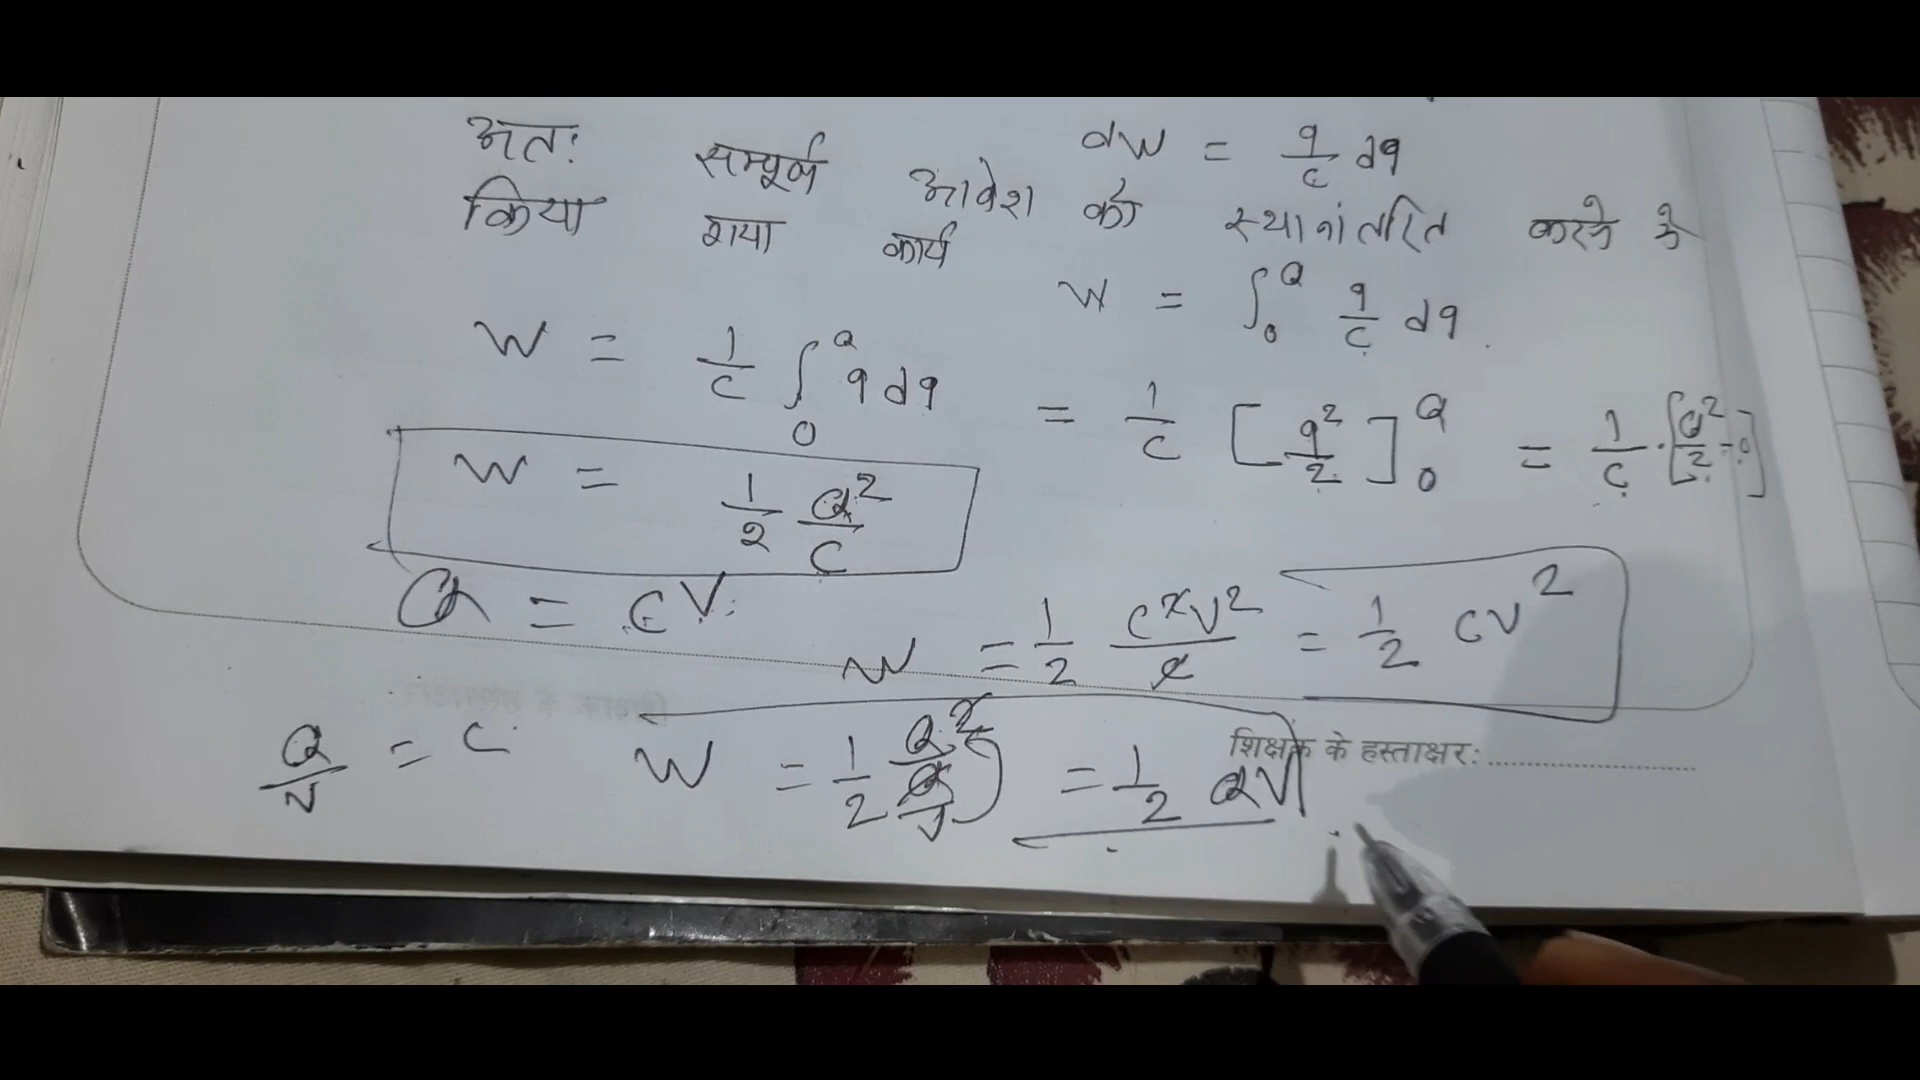 dW = q/c dq
अतः सम्पूर्ण आवेश को स्थानांतरित करने में
किया गया कार्य
W = ∫₀^Q q/c dq
W = 1/c ∫₀^Q q dq = 1/c [q²/2]₀^Q = 1/c · [Q²/2 - 0]
W = 1/2 Q²/C
Q = CV
W = 1/2 C²V²/C = 1/2 CV²
Q/V = C W = 1/2 Q²/(Q/V) = 1/2 QV
शिक्षक के हस्ताक्षर: ..............................